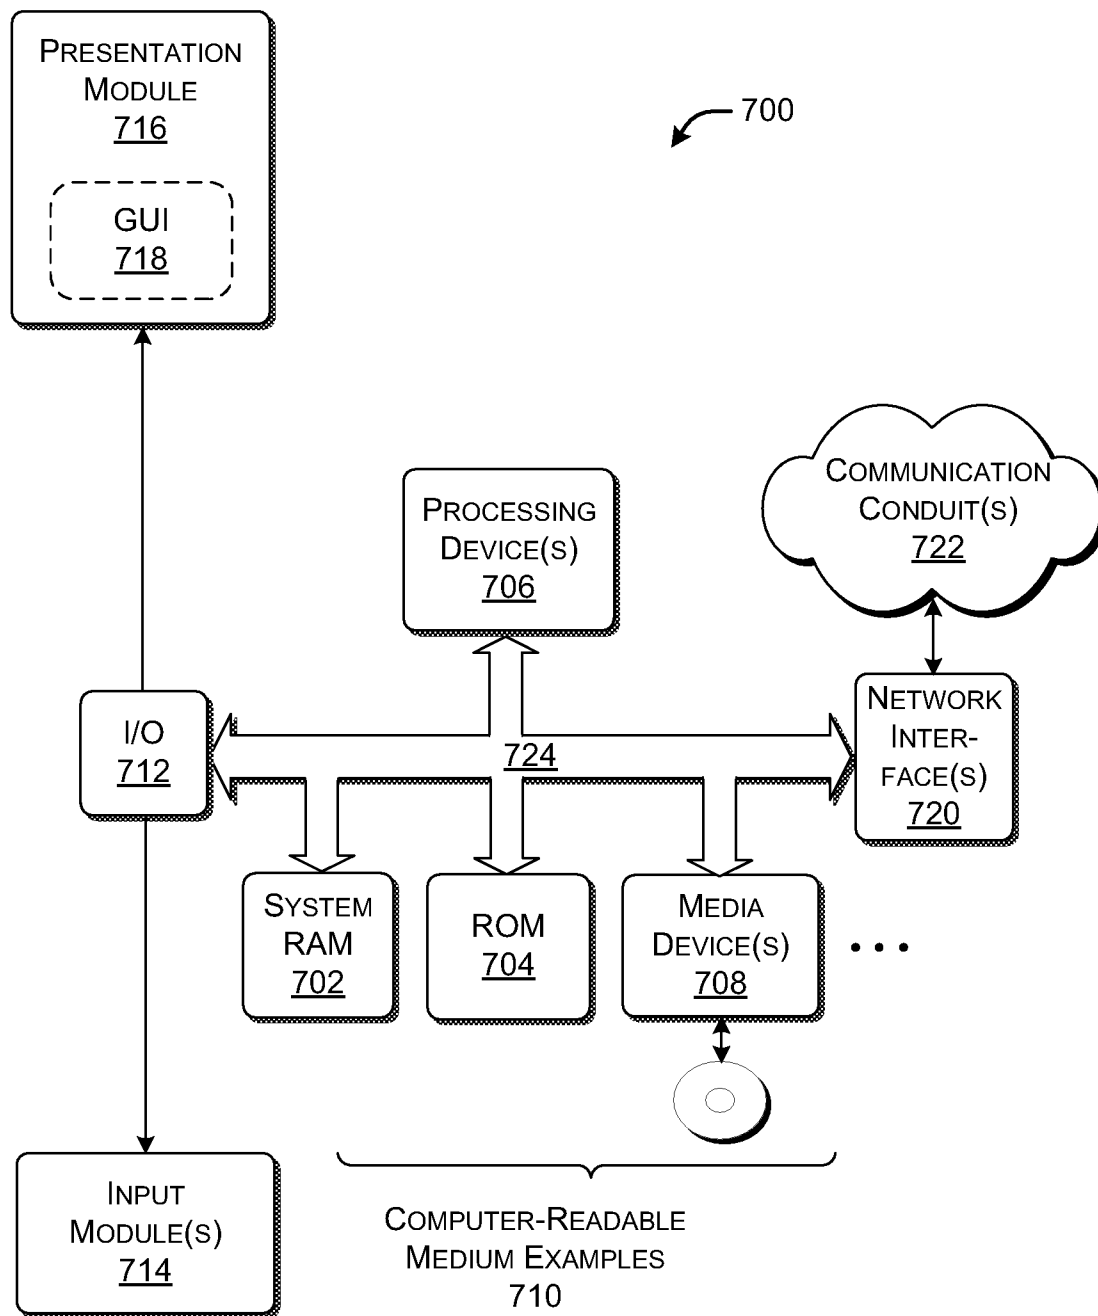 PRESENTATION
MODULE
716
GUI
718
700
COMMUNICATION
CONDUIT(S)
722
PROCESSING
DEVICE(S)
706
I/O
712
724
NETWORK
INTER-
FACE(S)
720
SYSTEM
RAM
702
ROM
704
MEDIA
DEVICE(S)
708
INPUT
MODULE(S)
714
COMPUTER-READABLE
MEDIUM EXAMPLES
710